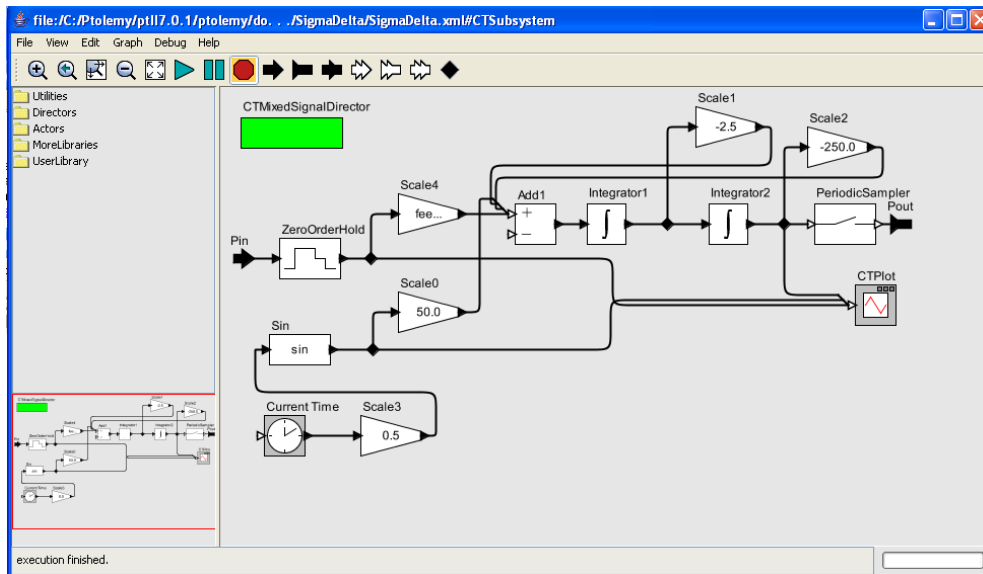 file:/C:/Ptolemy/ptII7.0.1/ptolemy/do. . ./SigmaDelta/SigmaDelta.xml#CTSubsystem
File View Edit Graph Debug Help
Utilities
Directors
Actors
MoreLibraries
UserLibrary
CTMixedSignalDirector
Scale1
-2.5
Scale2
-250.0
Scale4
fee...
Add1
+
−
Integrator1
∫
Integrator2
∫
PeriodicSampler
Pout
Pin
ZeroOrderHold
Scale0
50.0
CTPlot
Sin
sin
Current Time
Scale3
0.5
execution finished.